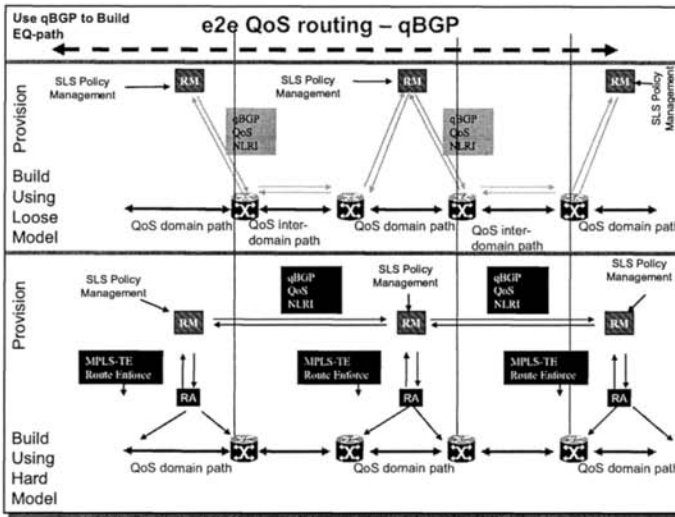 Use qBGP to Build
EQ-path
e2e QoS routing – qBGP
Provision
Build
Using
Loose
Model
SLS Policy
Management
RM
SLS Policy
Management
RM
RM
SLS Policy
Management
qBGP
QoS
NLRI
qBGP
QoS
NLRI
QoS domain path
QoS inter-
domain path
QoS domain path
QoS inter-
domain path
QoS domain path
Provision
Build
Using
Hard
Model
SLS Policy
Management
qBGP
QoS
NLRI
SLS Policy
Management
qBGP
QoS
NLRI
SLS Policy
Management
RM
RM
RM
MPLS-TE
Route Enforce
MPLS-TE
Route Enforce
MPLS-TE
Route Enforce
RA
RA
RA
QoS domain path
QoS domain path
QoS domain path